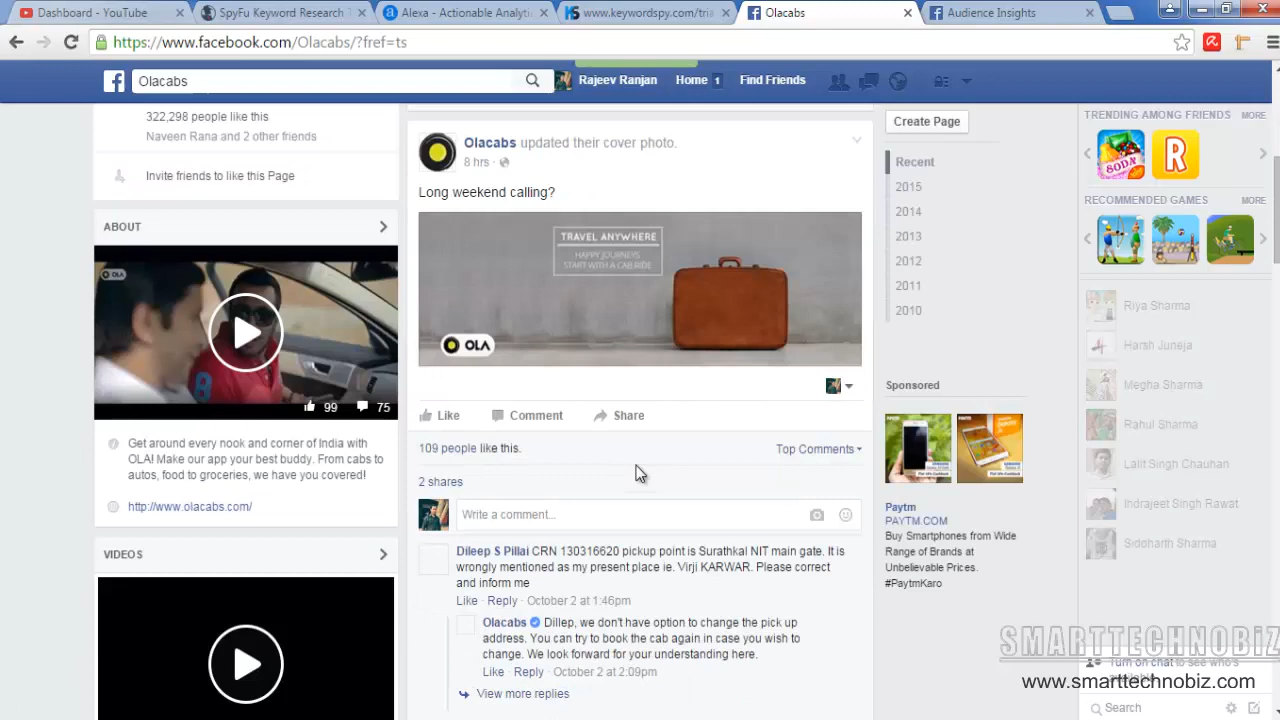 Dashboard - YouTube
SpyFu Keyword Research T
Alexa - Actionable Analyti
www.keywordspy.com/tria
Olacabs
Audience Insights
https://www.facebook.com/Olacabs/?fref=ts
Olacabs
Rajeev Ranjan
Home 1
Find Friends
322,298 people like this
Naveen Rana and 2 other friends
Invite friends to like this Page
ABOUT
OLA
99
75
Get around every nook and corner of India with
OLA! Make our app your best buddy. From cabs to
autos, food to groceries, we have you covered!
http://www.olacabs.com/
VIDEOS
Olacabs updated their cover photo.
8 hrs ·
Long weekend calling?
TRAVEL ANYWHERE
HAPPY JOURNEYS
START WITH A CAB RIDE
OLA
Like
Comment
Share
109 people like this.
Top Comments
2 shares
Write a comment...
Dileep S Pillai CRN 130316620 pickup point is Surathkal NIT main gate. It is
wrongly mentioned as my present place ie. Virji KARWAR. Please correct
and inform me
Like · Reply · October 2 at 1:46pm
Olacabs Dillep, we don't have option to change the pick up
address. You can try to book the cab again in case you wish to
change. We look forward for your understanding here.
Like · Reply · October 2 at 2:09pm
View more replies
Create Page
Recent
2015
2014
2013
2012
2011
2010
Sponsored
Paytm
PAYTM.COM
Buy Smartphones from Wide
Range of Brands at
Unbelievable Prices.
#PaytmKaro
TRENDING AMONG FRIENDS
MORE
SODA
R
RECOMMENDED GAMES
MORE
Riya Sharma
Harsh Juneja
Megha Sharma
Rahul Sharma
Lalit Singh Chauhan
Indrajeet Singh Rawat
Siddharth Sharma
SMARTTECHNOBIZ
Turn on chat to see who's
available.
www.smarttechnobiz.com
Search